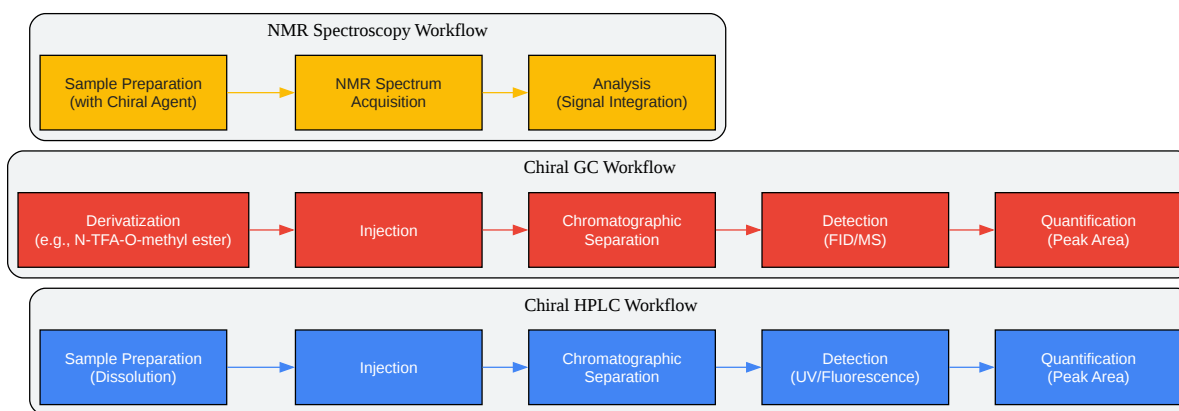 NMR Spectroscopy Workflow
Sample Preparation
(with Chiral Agent)
NMR Spectrum
Acquisition
Analysis
(Signal Integration)
Chiral GC Workflow
Derivatization
(e.g., N-TFA-O-methyl ester)
Injection
Chromatographic
Separation
Detection
(FID/MS)
Quantification
(Peak Area)
Chiral HPLC Workflow
Sample Preparation
(Dissolution)
Injection
Chromatographic
Separation
Detection
(UV/Fluorescence)
Quantification
(Peak Area)